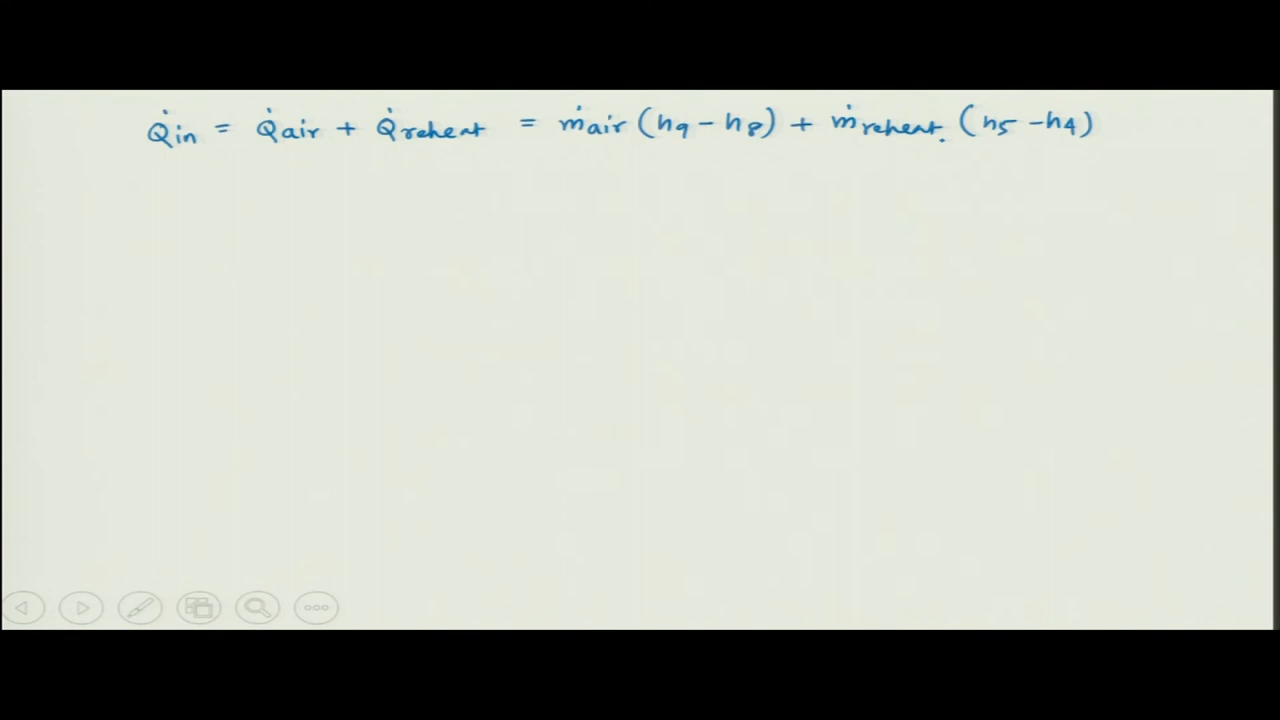 Q̇in = Q̇air + Q̇reheat = ṁair (h9 - h8) + ṁreheat. (h5 - h4)